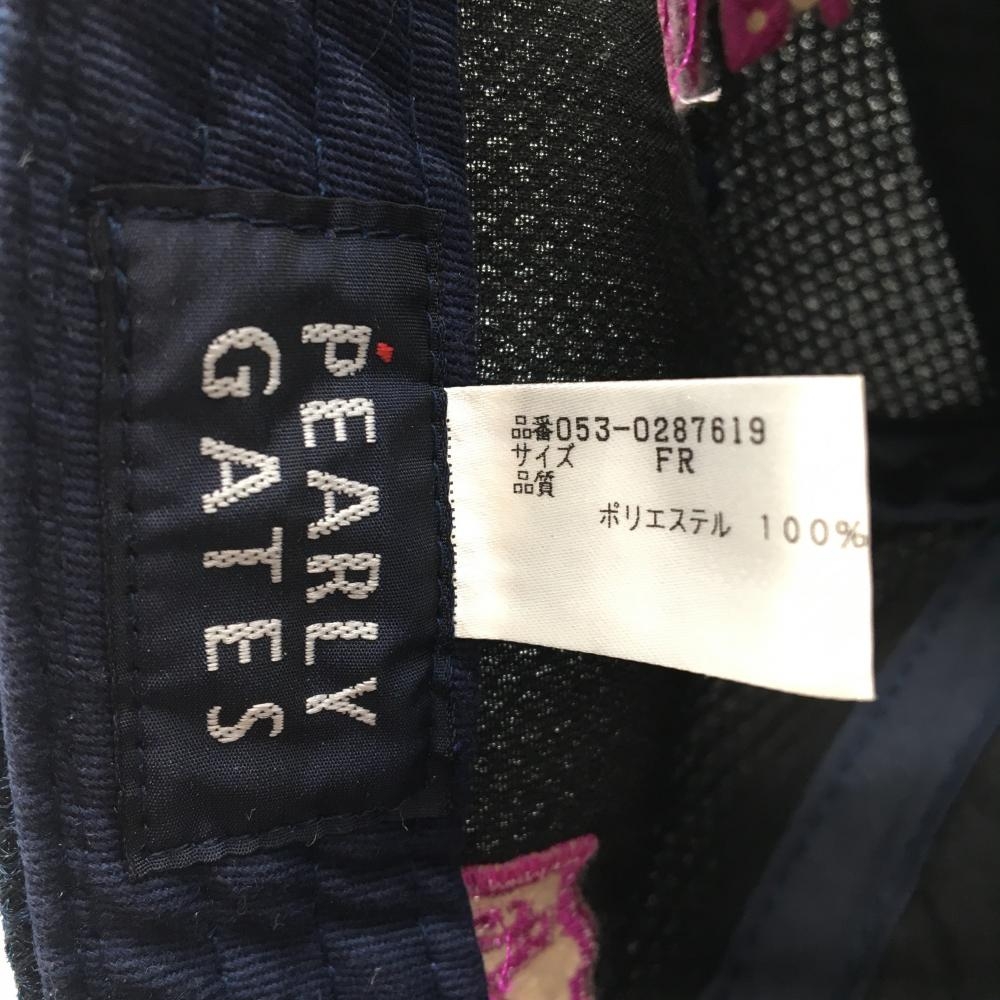 PEARLY
GATES
品番053-0287619
サイズ FR
品質
ポリエステル 100%